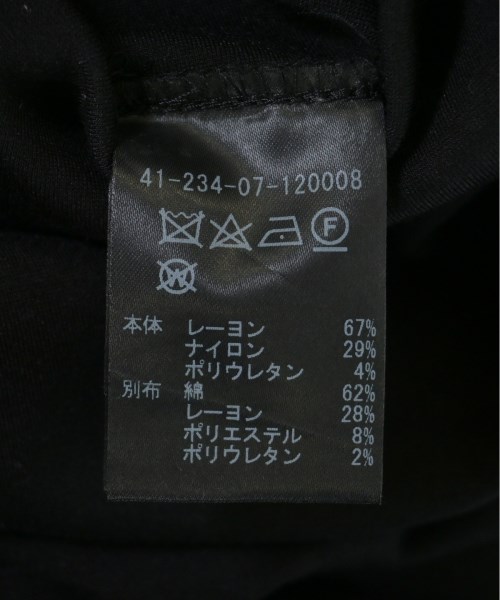 41-234-07-120008
F
W
本体 レーヨン 67%
ナイロン 29%
ポリウレタン 4%
別布 綿 62%
レーヨン 28%
ポリエステル 8%
ポリウレタン 2%